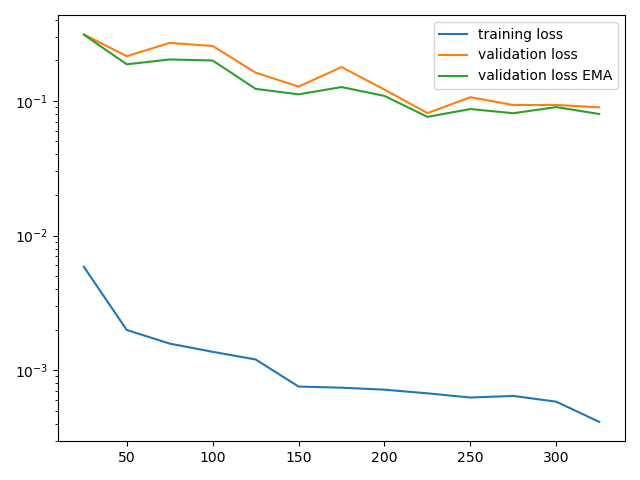 training loss
validation loss
validation loss EMA
10⁻¹
10⁻²
10⁻³
50 100 150 200 250 300